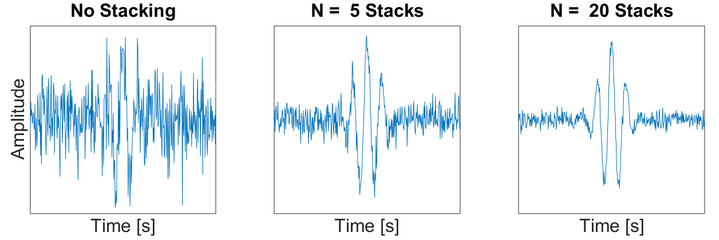 No Stacking
N =  5 Stacks
N =  20 Stacks
Amplitude
Time [s]
Time [s]
Time [s]